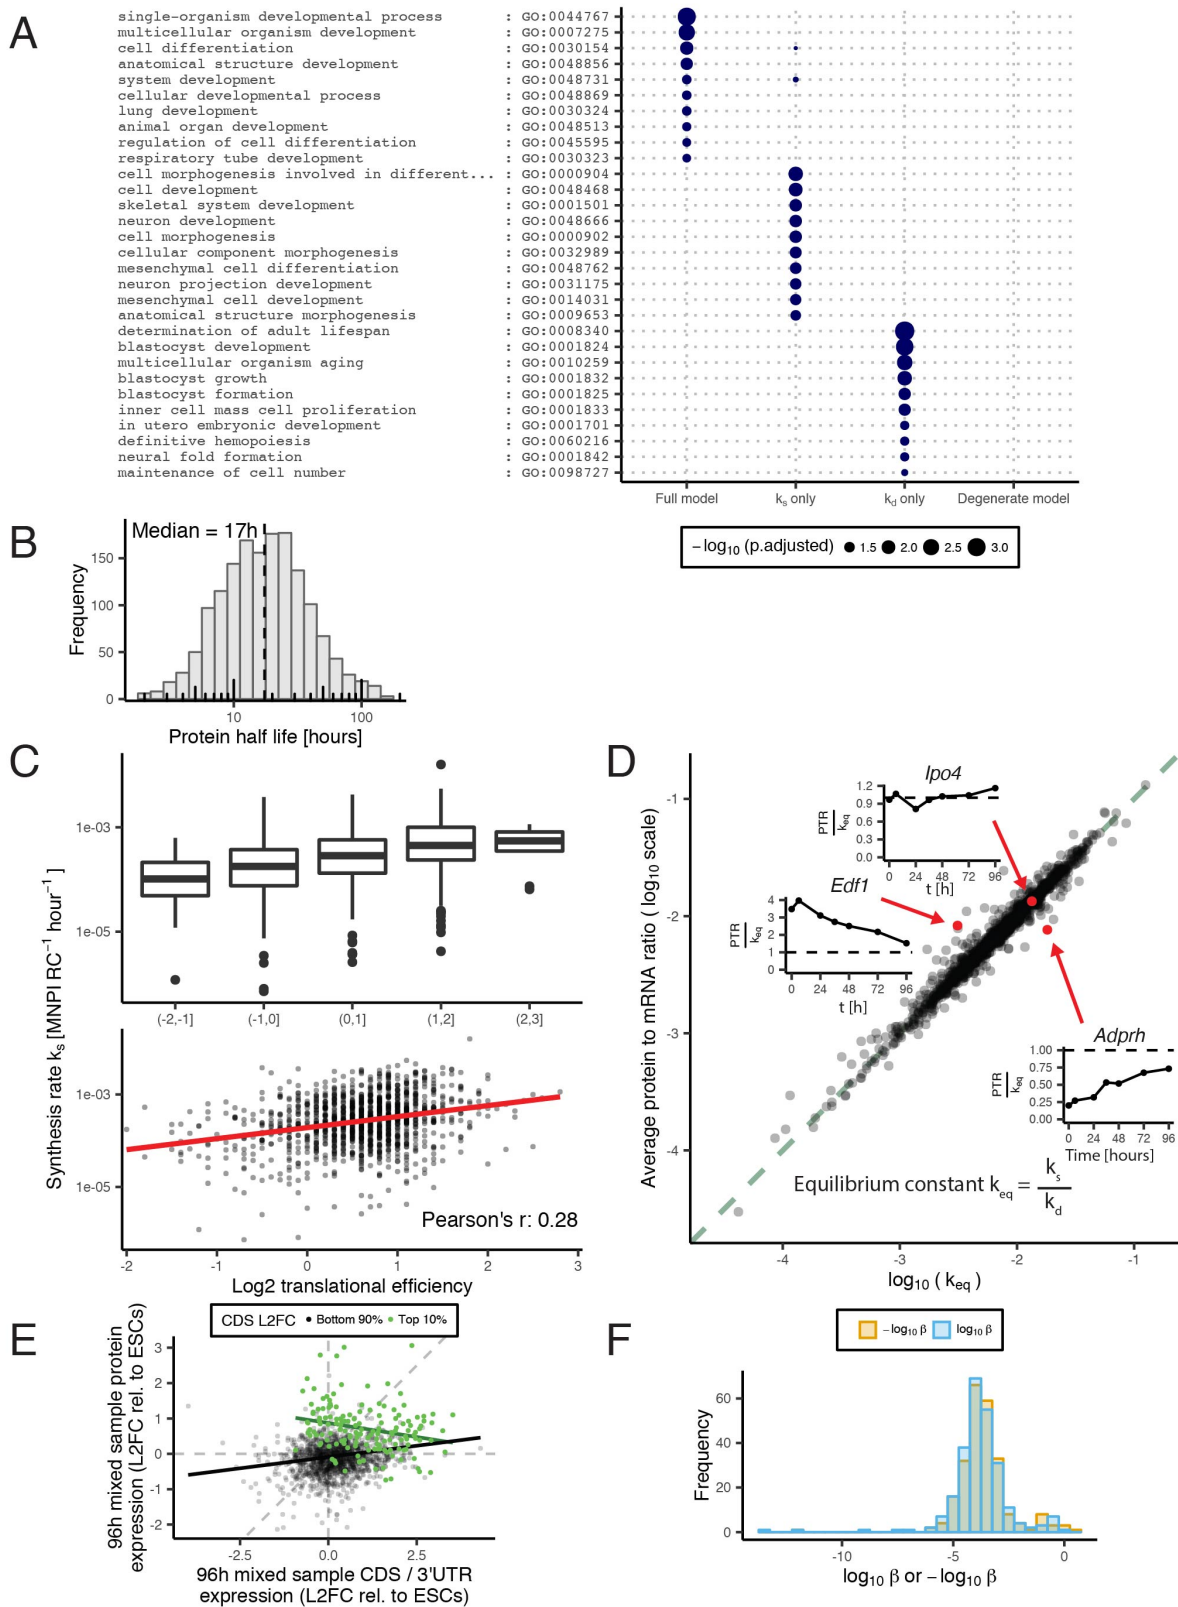 A
single-organism developmental process : GO:0044767
multicellular organism development : GO:0007275
cell differentiation : GO:0030154
anatomical structure development : GO:0048856
system development : GO:0048731
cellular developmental process : GO:0048869
lung development : GO:0030324
animal organ development : GO:0048513
regulation of cell differentiation : GO:0045595
respiratory tube development : GO:0030323
cell morphogenesis involved in different... : GO:0000904
cell development : GO:0048468
skeletal system development : GO:0001501
neuron development : GO:0048666
cell morphogenesis : GO:0000902
cellular component morphogenesis : GO:0032989
mesenchymal cell differentiation : GO:0048762
neuron projection development : GO:0031175
mesenchymal cell development : GO:0014031
anatomical structure morphogenesis : GO:0009653
determination of adult lifespan : GO:0008340
blastocyst development : GO:0001824
multicellular organism aging : GO:0010259
blastocyst growth : GO:0001832
blastocyst formation : GO:0001825
inner cell mass cell proliferation : GO:0001833
in utero embryonic development : GO:0001701
definitive hemopoiesis : GO:0060216
neural fold formation : GO:0001842
maintenance of cell number : GO:0098727
Full model k_s only k_d only Degenerate model
−log10 (p.adjusted) 1.5 2.0 2.5 3.0
B
Median = 17h
Frequency
150
100
50
0
10 100
Protein half life [hours]
C
Synthesis rate k_s [MNPI RC⁻¹ hour⁻¹]
1e-03
1e-05
(-2,-1] (-1,0] (0,1] (1,2] (2,3]
1e-03
1e-05
Pearson's r: 0.28
-2 -1 0 1 2 3
Log2 translational efficiency
D
Average protein to mRNA ratio (log10 scale)
-1
-2
-3
-4
Ipo4
PTR
k_eq
1.2
0.9
0.6
0.3
0.0
0 24 48 72 96
t [h]
Edf1
PTR
k_eq
4
3
2
1
0
0 24 48 72 96
t [h]
Adprh
PTR
k_eq
1.00
0.75
0.50
0.25
0.00
0 24 48 72 96
Time [hours]
Equilibrium constant k_eq = k_s / k_d
-4 -3 -2 -1
log10 (k_eq)
E
CDS L2FC Bottom 90% Top 10%
96h mixed sample protein
expression (L2FC rel. to ESCs)
3
2
1
0
-1
-2
-2.5 0.0 2.5
96h mixed sample CDS / 3'UTR
expression (L2FC rel. to ESCs)
F
−log10 β log10 β
Frequency
60
40
20
0
-10 -5 0
log10 β or −log10 β